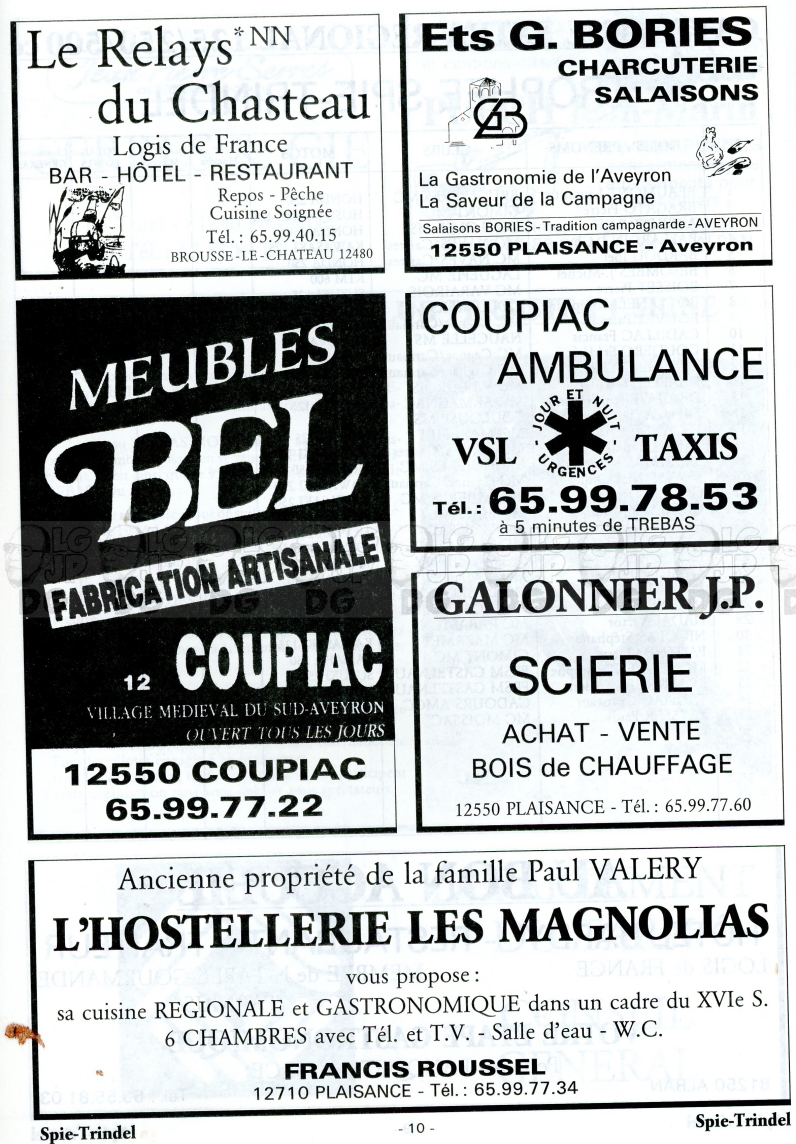 Le Relays* NN
du Chasteau
Logis de France
BAR - HÔTEL - RESTAURANT
Repos - Pêche
Cuisine Soignée
Tél. : 65.99.40.15
BROUSSE-LE-CHATEAU 12480
Ets G. BORIES
CHARCUTERIE
SALAISONS
GB
La Gastronomie de l'Aveyron
La Saveur de la Campagne
Salaisons BORIES - Tradition campagnarde - AVEYRON
12550 PLAISANCE - Aveyron
MEUBLES
BEL
FABRICATION ARTISANALE
12 COUPIAC
VILLAGE MEDIEVAL DU SUD-AVEYRON
OUVERT TOUS LES JOURS
12550 COUPIAC
65.99.77.22
COUPIAC
AMBULANCE
VSL - JOUR ET NUIT - URGENCES TAXIS
Tél. : 65.99.78.53
à 5 minutes de TREBAS
GALONNIER J.P.
SCIERIE
ACHAT - VENTE
BOIS de CHAUFFAGE
12550 PLAISANCE - Tél. : 65.99.77.60
Ancienne propriété de la famille Paul VALERY
L'HOSTELLERIE LES MAGNOLIAS
vous propose :
sa cuisine REGIONALE et GASTRONOMIQUE dans un cadre du XVIe S.
6 CHAMBRES avec Tél. et T.V. - Salle d'eau - W.C.
FRANCIS ROUSSEL
12710 PLAISANCE - Tél. : 65.99.77.34
Spie-Trindel - 10 - Spie-Trindel